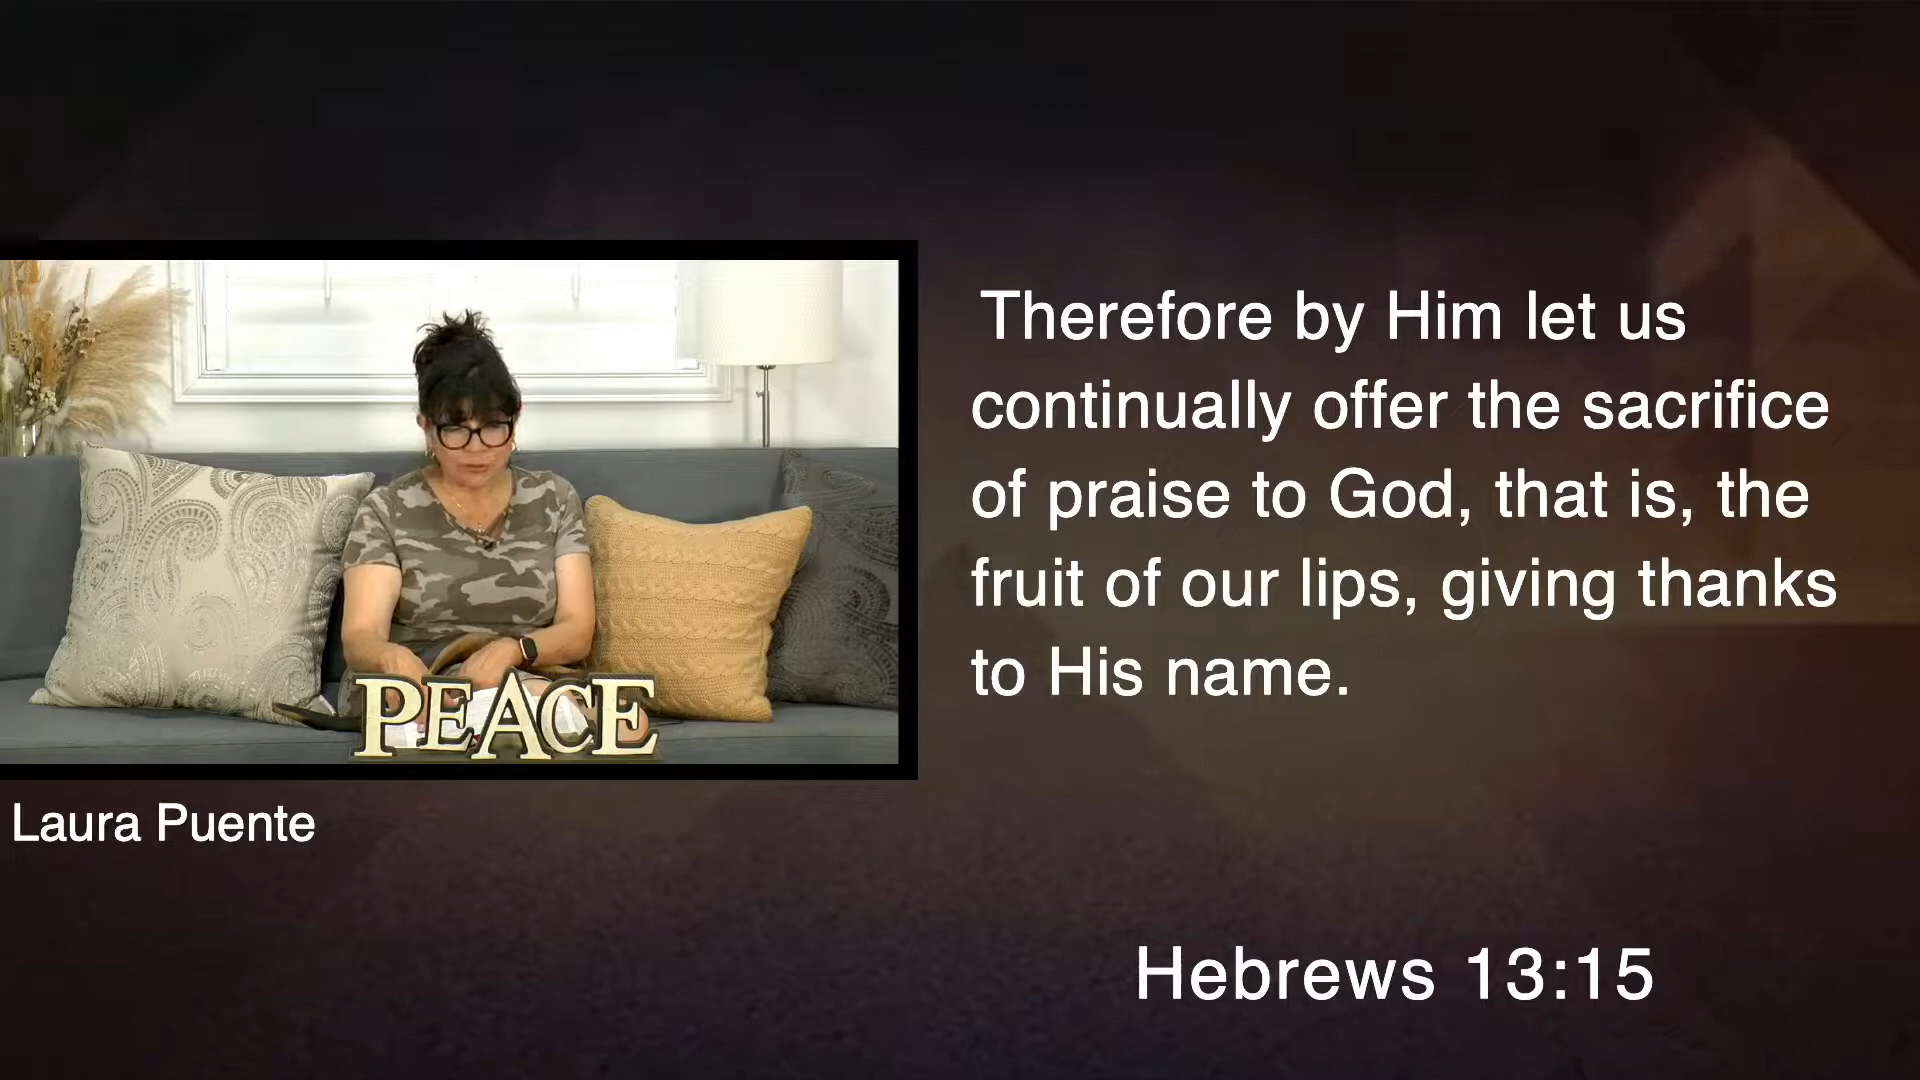 Therefore by Him let us
continually offer the sacrifice
of praise to God, that is, the
fruit of our lips, giving thanks
to His name.
PEACE
Laura Puente
Hebrews 13:15